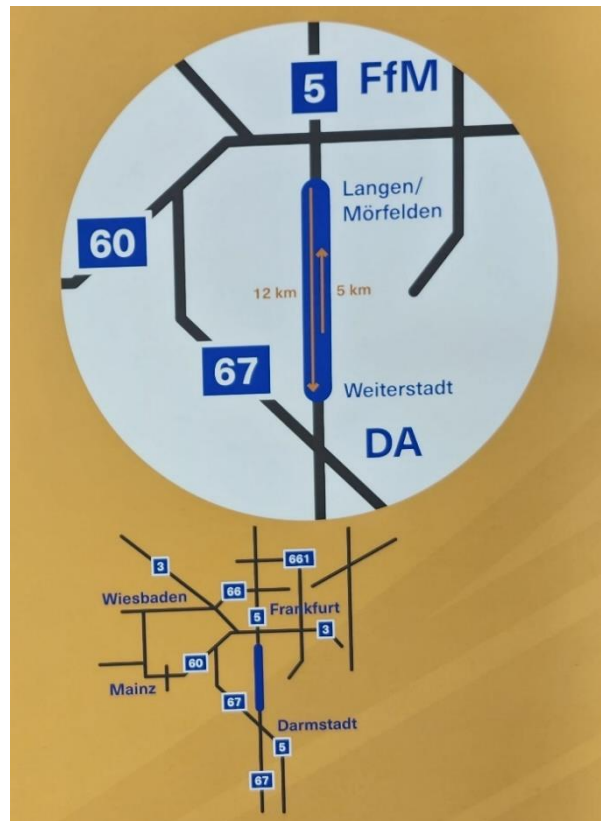 5
FfM
Langen/
Mörfelden
60
12 km
5 km
67
Weiterstadt
DA
3
661
66
Wiesbaden
5
Frankfurt
3
60
Mainz
67
Darmstadt
5
67